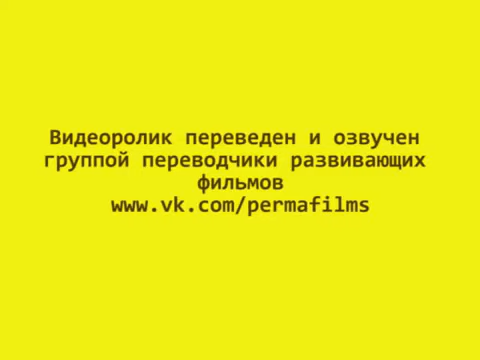 Видеоролик переведен и озвучен
группой переводчики развивающих
фильмов
www.vk.com/permafilms